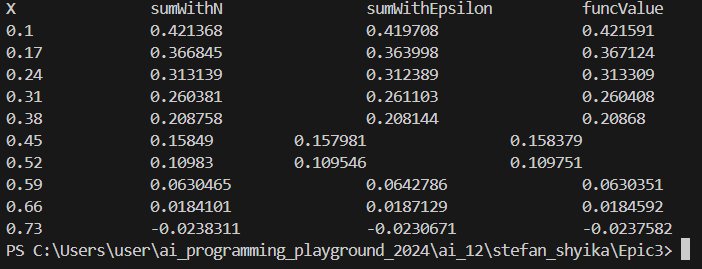 X sumWithN sumWithEpsilon funcValue
0.1 0.421368 0.419708 0.421591
0.17 0.366845 0.363998 0.367124
0.24 0.313139 0.312389 0.313309
0.31 0.260381 0.261103 0.260408
0.38 0.208758 0.208144 0.20868
0.45 0.15849 0.157981 0.158379
0.52 0.10983 0.109546 0.109751
0.59 0.0630465 0.0642786 0.0630351
0.66 0.0184101 0.0187129 0.0184592
0.73 -0.0238311 -0.0230671 -0.0237582
PS C:\Users\user\ai_programming_playground_2024\ai_12\stefan_shyika\Epic3>